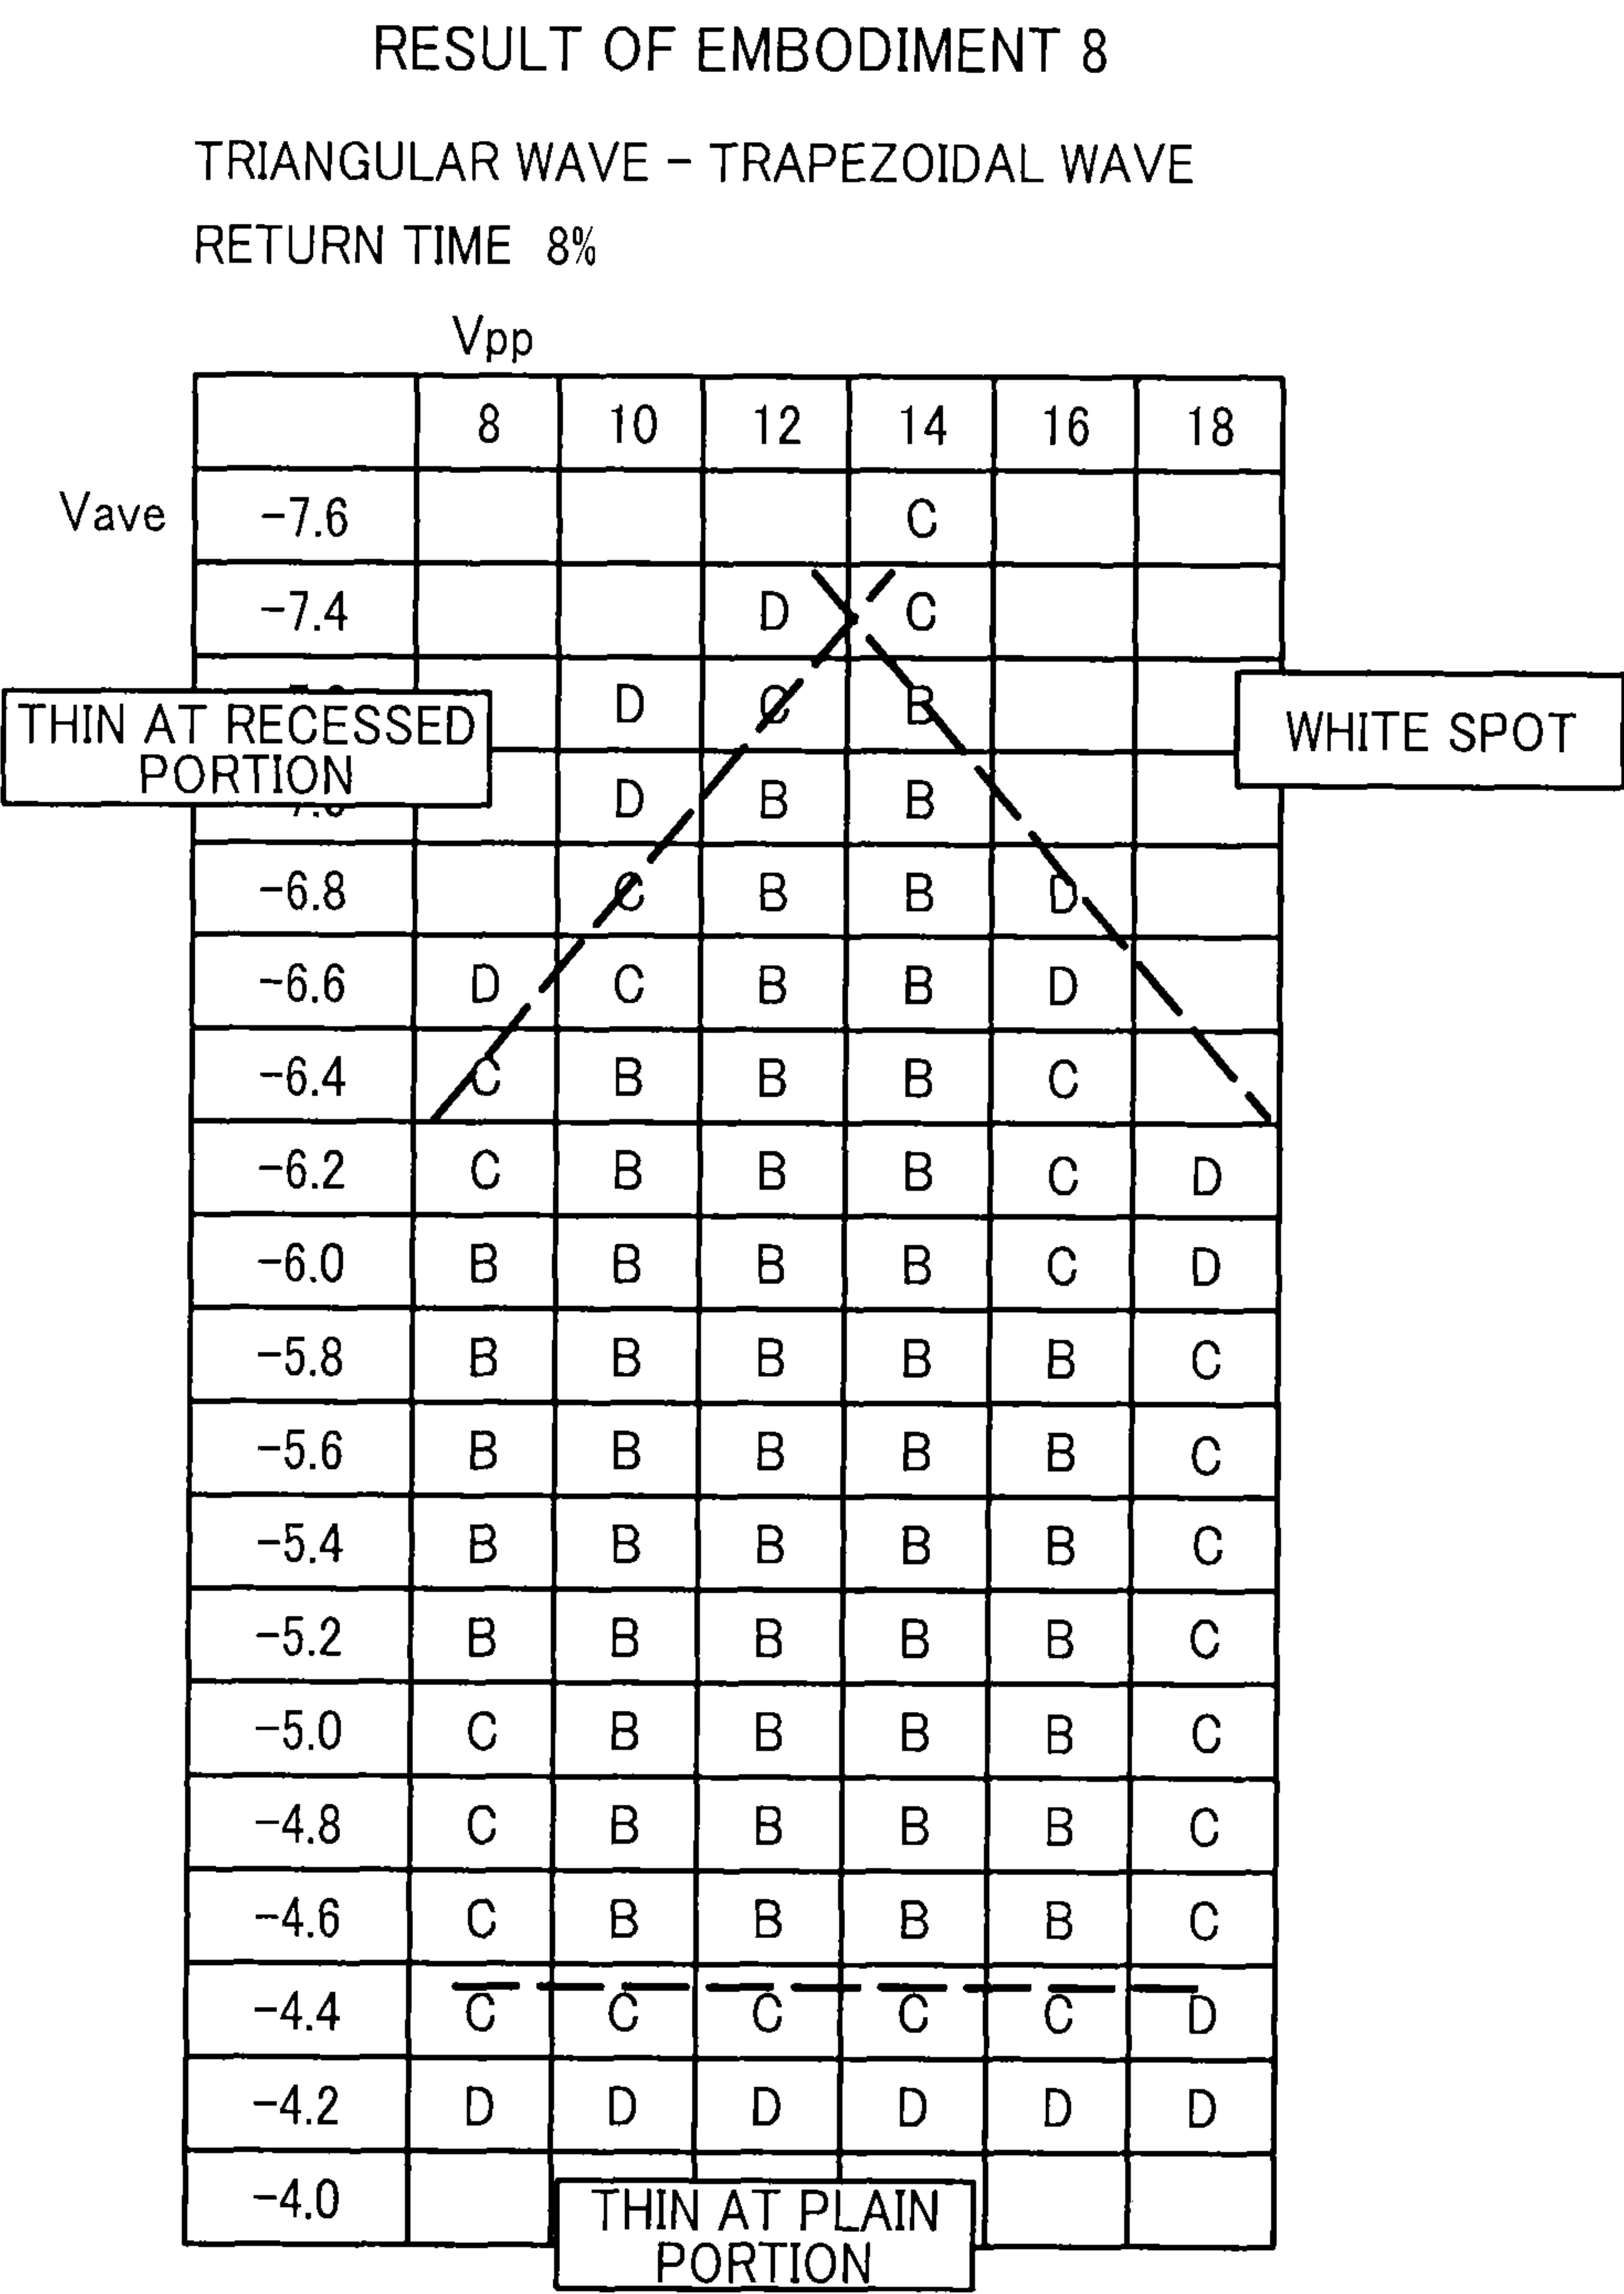 RESULT OF EMBODIMENT 8
TRIANGULAR WAVE - TRAPEZOIDAL WAVE
RETURN TIME 8%
Vpp
8 10 12 14 16 18
Vave
-7.6 C
-7.4 D C
D C B
THIN AT RECESSED
PORTION
WHITE SPOT
D B B
-6.8 C B B D
-6.6 D C B B D
-6.4 C B B B C
-6.2 C B B B C D
-6.0 B B B B C D
-5.8 B B B B B C
-5.6 B B B B B C
-5.4 B B B B B C
-5.2 B B B B B C
-5.0 C B B B B C
-4.8 C B B B B C
-4.6 C B B B B C
-4.4 C C C C C D
-4.2 D D D D D D
-4.0
THIN AT PLAIN
PORTION